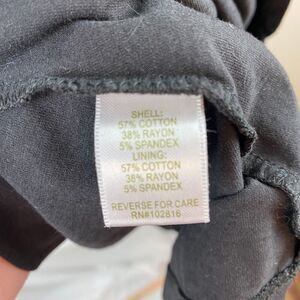 SHELL:
57% COTTON
38% RAYON
5% SPANDEX
LINING:
57% COTTON
38% RAYON
5% SPANDEX
REVERSE FOR CARE
RN#102816